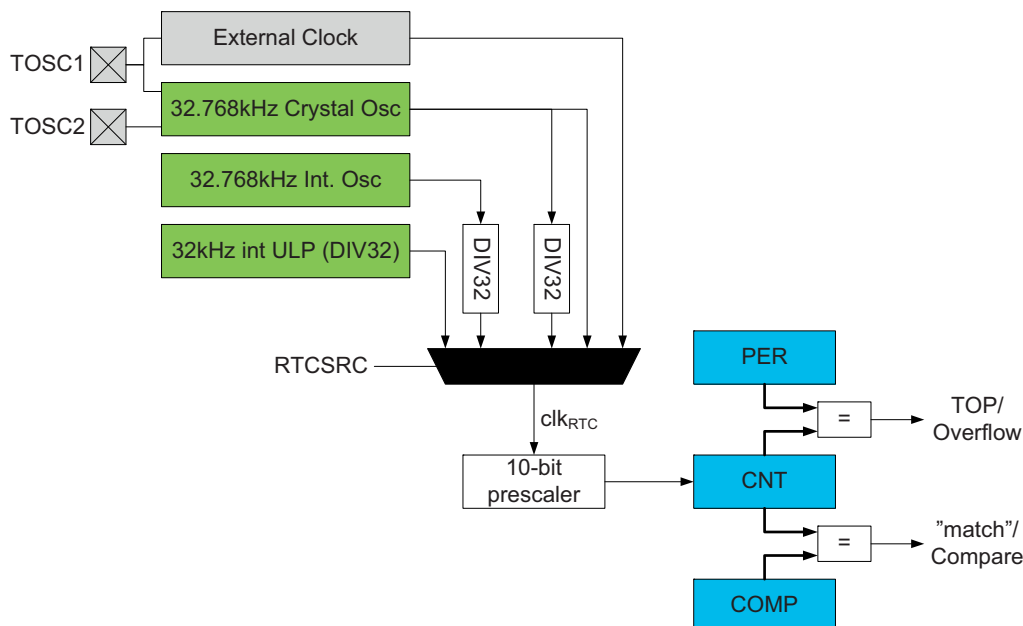 External Clock
TOSC1
32.768kHz Crystal Osc
TOSC2
32.768kHz Int. Osc
32kHz int ULP (DIV32)
DIV32
DIV32
RTCSRC
PER
clkRTC
=
TOP/
Overflow
10-bit
prescaler
CNT
=
”match”/
Compare
COMP